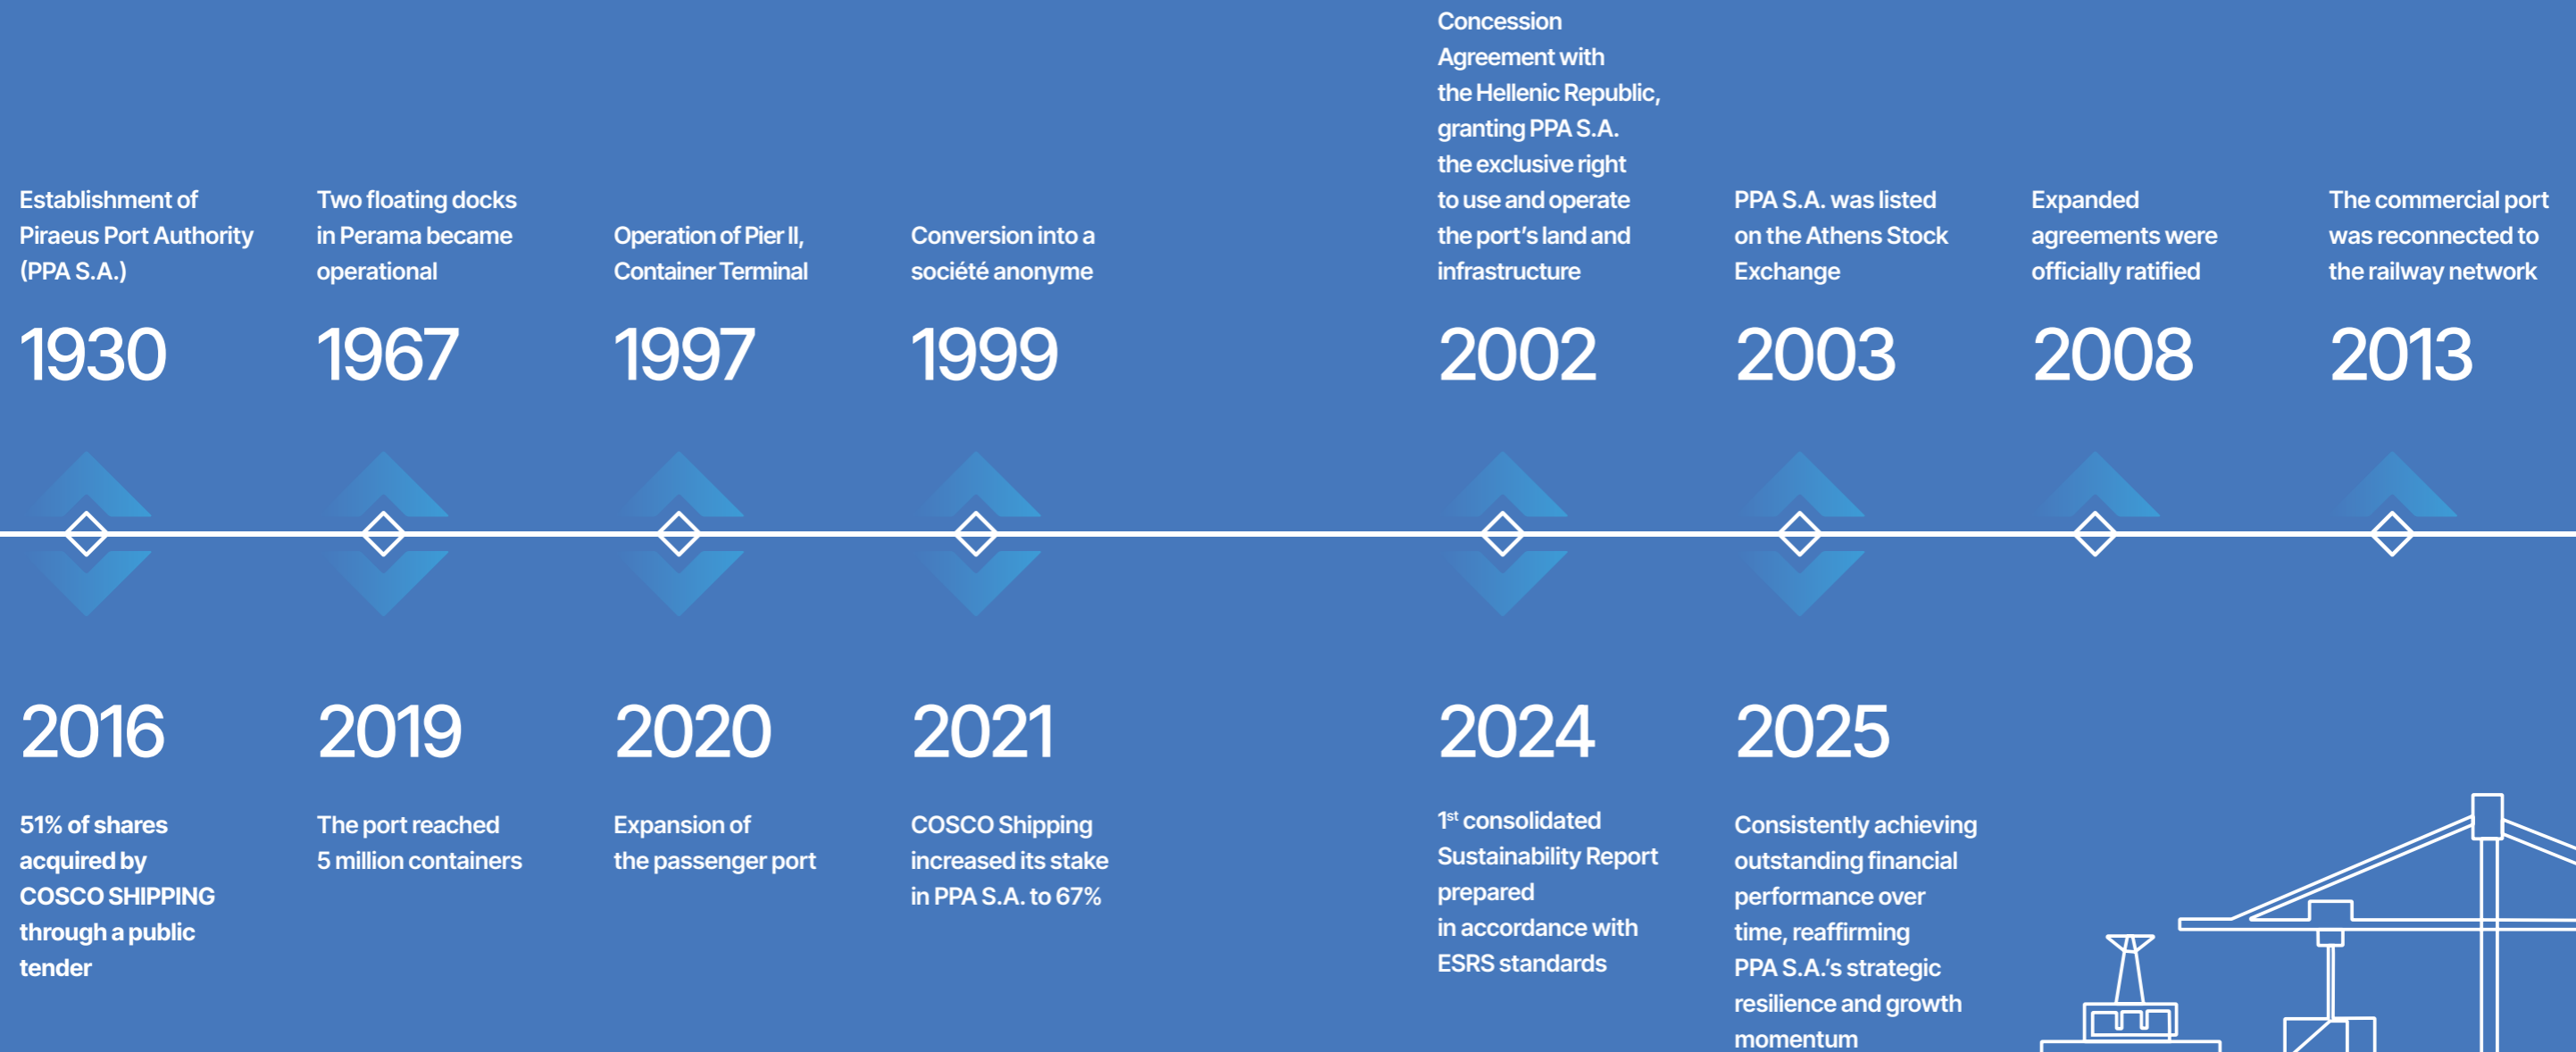 Establishment of
Piraeus Port Authority
(PPA S.A.)
1930
Two floating docks
in Perama became
operational
1967
Operation of Pier II,
Container Terminal
1997
Conversion into a
société anonyme
1999
Concession
Agreement with
the Hellenic Republic,
granting PPA S.A.
the exclusive right
to use and operate
the port’s land and
infrastructure
2002
PPA S.A. was listed
on the Athens Stock
Exchange
2003
Expanded
agreements were
officially ratified
2008
The commercial port
was reconnected to
the railway network
2013
2016
51% of shares
acquired by
COSCO SHIPPING
through a public
tender
2019
The port reached
5 million containers
2020
Expansion of
the passenger port
2021
COSCO Shipping
increased its stake
in PPA S.A. to 67%
2024
1st consolidated
Sustainability Report
prepared
in accordance with
ESRS standards
2025
Consistently achieving
outstanding financial
performance over
time, reaffirming
PPA S.A.’s strategic
resilience and growth
momentum